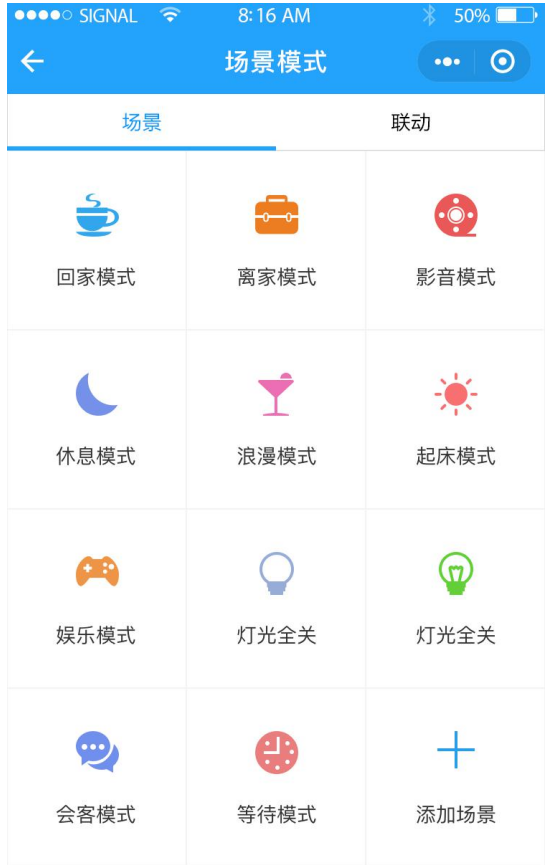 SIGNAL 8:16 AM 50%
场景模式
场景 联动
回家模式 离家模式 影音模式
休息模式 浪漫模式 起床模式
娱乐模式 灯光全关 灯光全关
会客模式 等待模式 添加场景